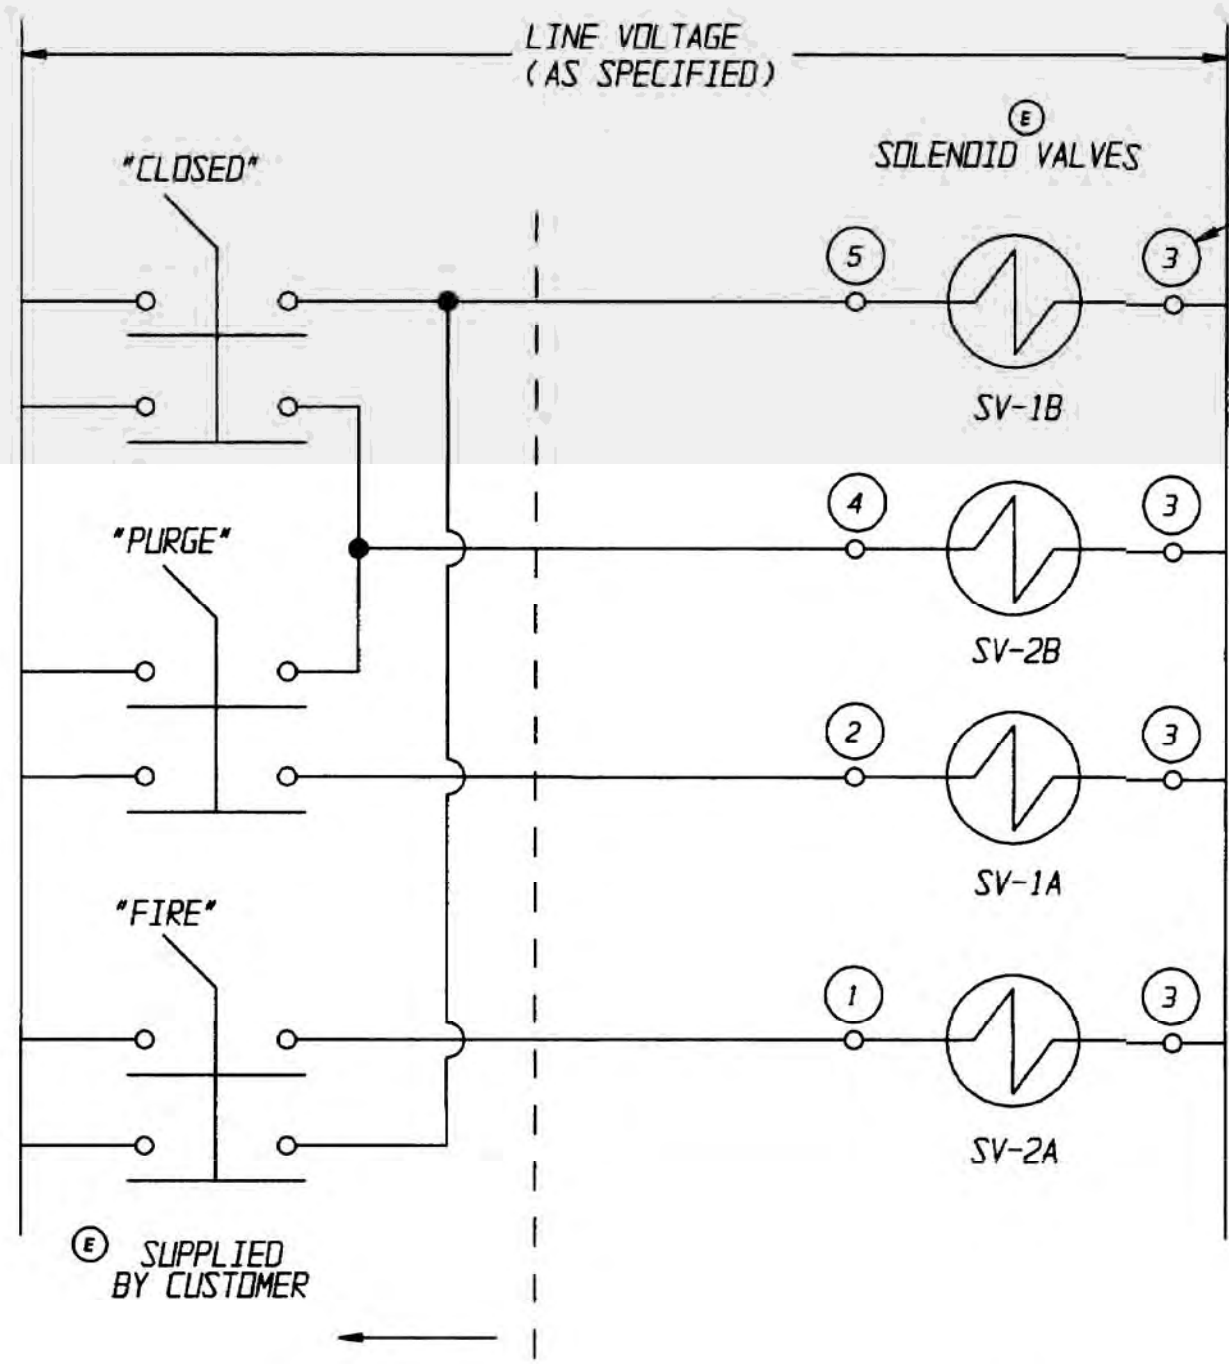 LINE VOLTAGE
(AS SPECIFIED)
E
SOLENOID VALVES
"CLOSED"
5
3
SV-1B
4
3
"PURGE"
SV-2B
2
3
SV-1A
"FIRE"
1
3
SV-2A
E SUPPLIED
BY CUSTOMER